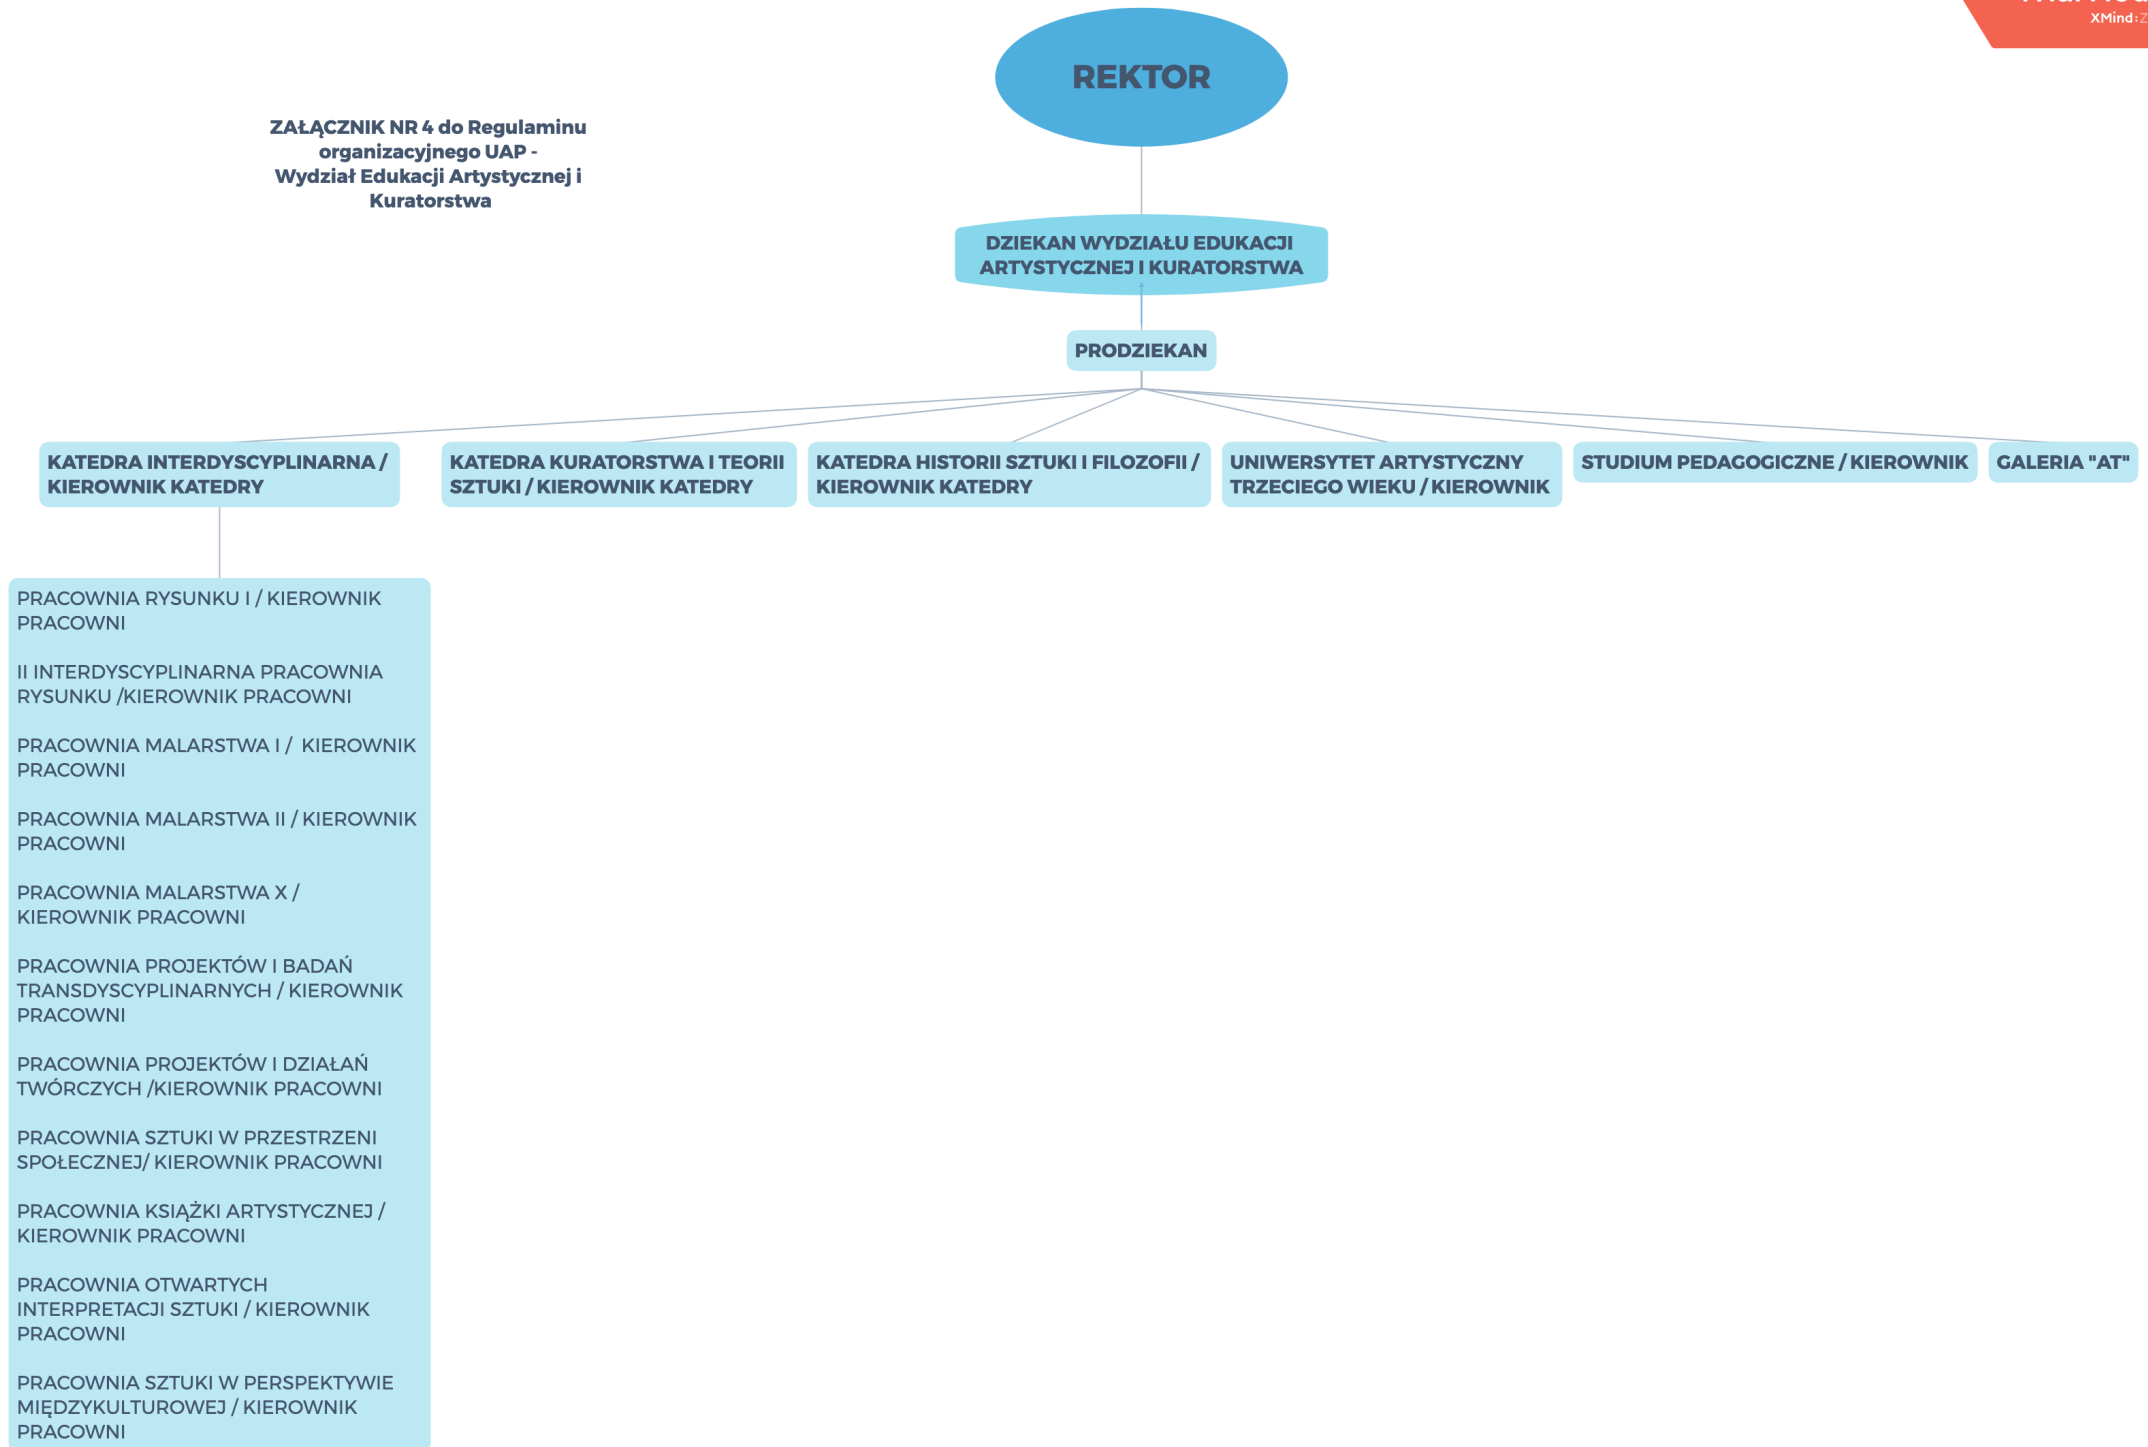 XMind:Z
REKTOR
ZAŁĄCZNIK NR 4 do Regulaminu
organizacyjnego UAP -
Wydział Edukacji Artystycznej i
Kuratorstwa
DZIEKAN WYDZIAŁU EDUKACJI
ARTYSTYCZNEJ I KURATORSTWA
PRODZIEKAN
KATEDRA INTERDYSCYPLINARNA /
KIEROWNIK KATEDRY
KATEDRA KURATORSTWA I TEORII
SZTUKI / KIEROWNIK KATEDRY
KATEDRA HISTORII SZTUKI I FILOZOFII /
KIEROWNIK KATEDRY
UNIWERSYTET ARTYSTYCZNY
TRZECIEGO WIEKU / KIEROWNIK
STUDIUM PEDAGOGICZNE / KIEROWNIK
GALERIA "AT"
PRACOWNIA RYSUNKU I / KIEROWNIK
PRACOWNI
II INTERDYSCYPLINARNA PRACOWNIA
RYSUNKU /KIEROWNIK PRACOWNI
PRACOWNIA MALARSTWA I /  KIEROWNIK
PRACOWNI
PRACOWNIA MALARSTWA II / KIEROWNIK
PRACOWNI
PRACOWNIA MALARSTWA X /
KIEROWNIK PRACOWNI
PRACOWNIA PROJEKTÓW I BADAŃ
TRANSDYSCYPLINARNYCH / KIEROWNIK
PRACOWNI
PRACOWNIA PROJEKTÓW I DZIAŁAŃ
TWÓRCZYCH /KIEROWNIK PRACOWNI
PRACOWNIA SZTUKI W PRZESTRZENI
SPOŁECZNEJ/ KIEROWNIK PRACOWNI
PRACOWNIA KSIĄŻKI ARTYSTYCZNEJ /
KIEROWNIK PRACOWNI
PRACOWNIA OTWARTYCH
INTERPRETACJI SZTUKI / KIEROWNIK
PRACOWNI
PRACOWNIA SZTUKI W PERSPEKTYWIE
MIĘDZYKULTUROWEJ / KIEROWNIK
PRACOWNI